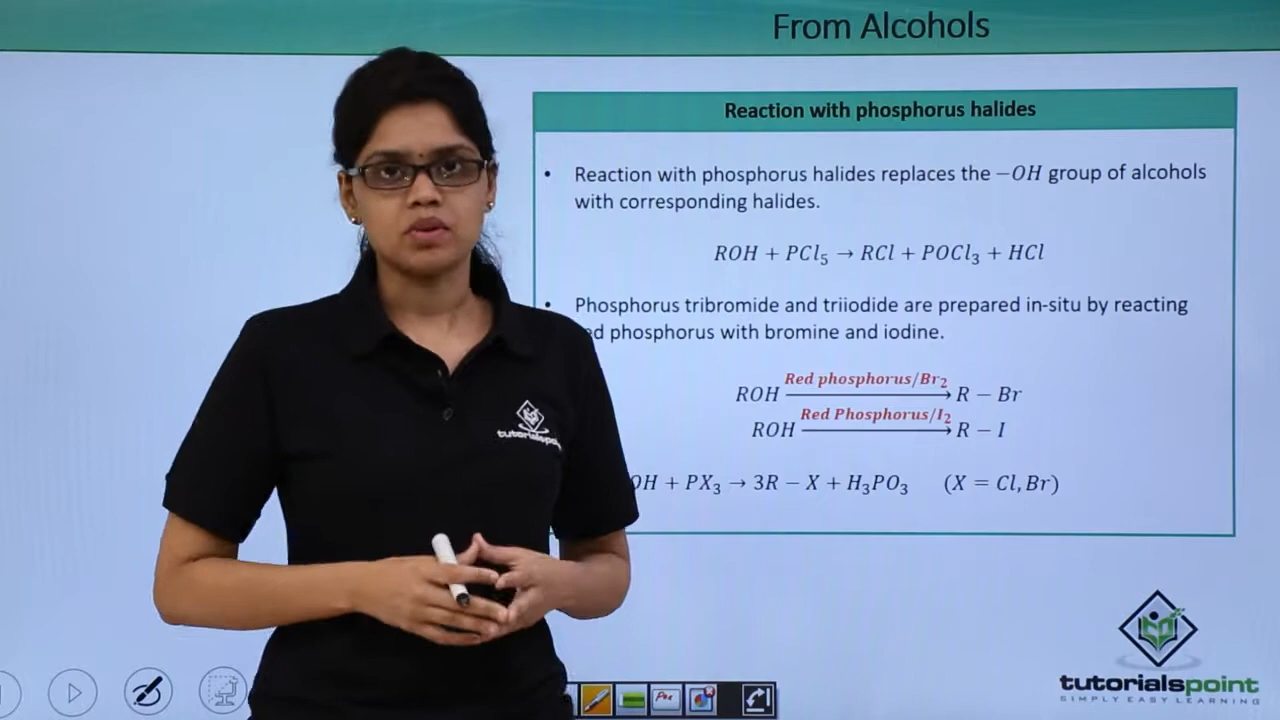 From Alcohols
Reaction with phosphorus halides
• Reaction with phosphorus halides replaces the −OH group of alcohols
with corresponding halides.
ROH + PCl₅ → RCl + POCl₃ + HCl
• Phosphorus tribromide and triiodide are prepared in-situ by reacting
phosphorus with bromine and iodine.
Red phosphorus/Br₂
ROH → R − Br
Red Phosphorus/I₂
ROH → R − I
OH + PX₃ → 3R − X + H₃PO₃ (X = Cl, Br)
tutorialspoint
tutorialspoint
SIMPLY EASY LEARNING